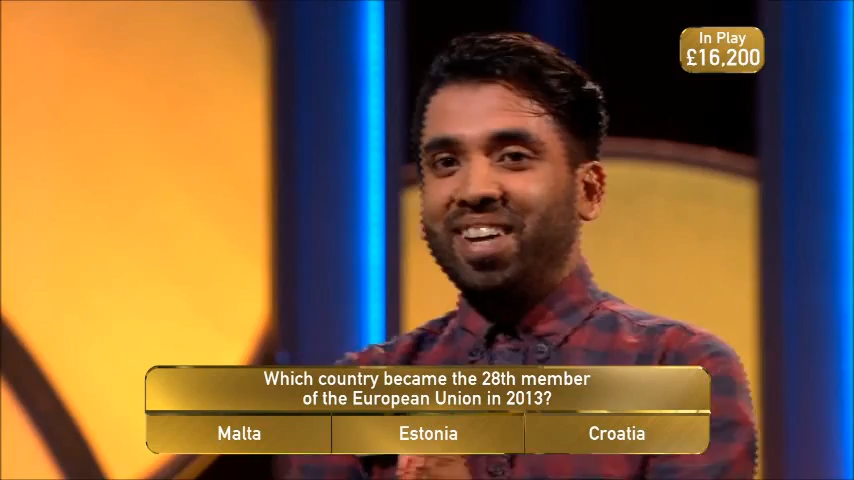 In Play
£16,200
Which country became the 28th member
of the European Union in 2013?
Malta
Estonia
Croatia